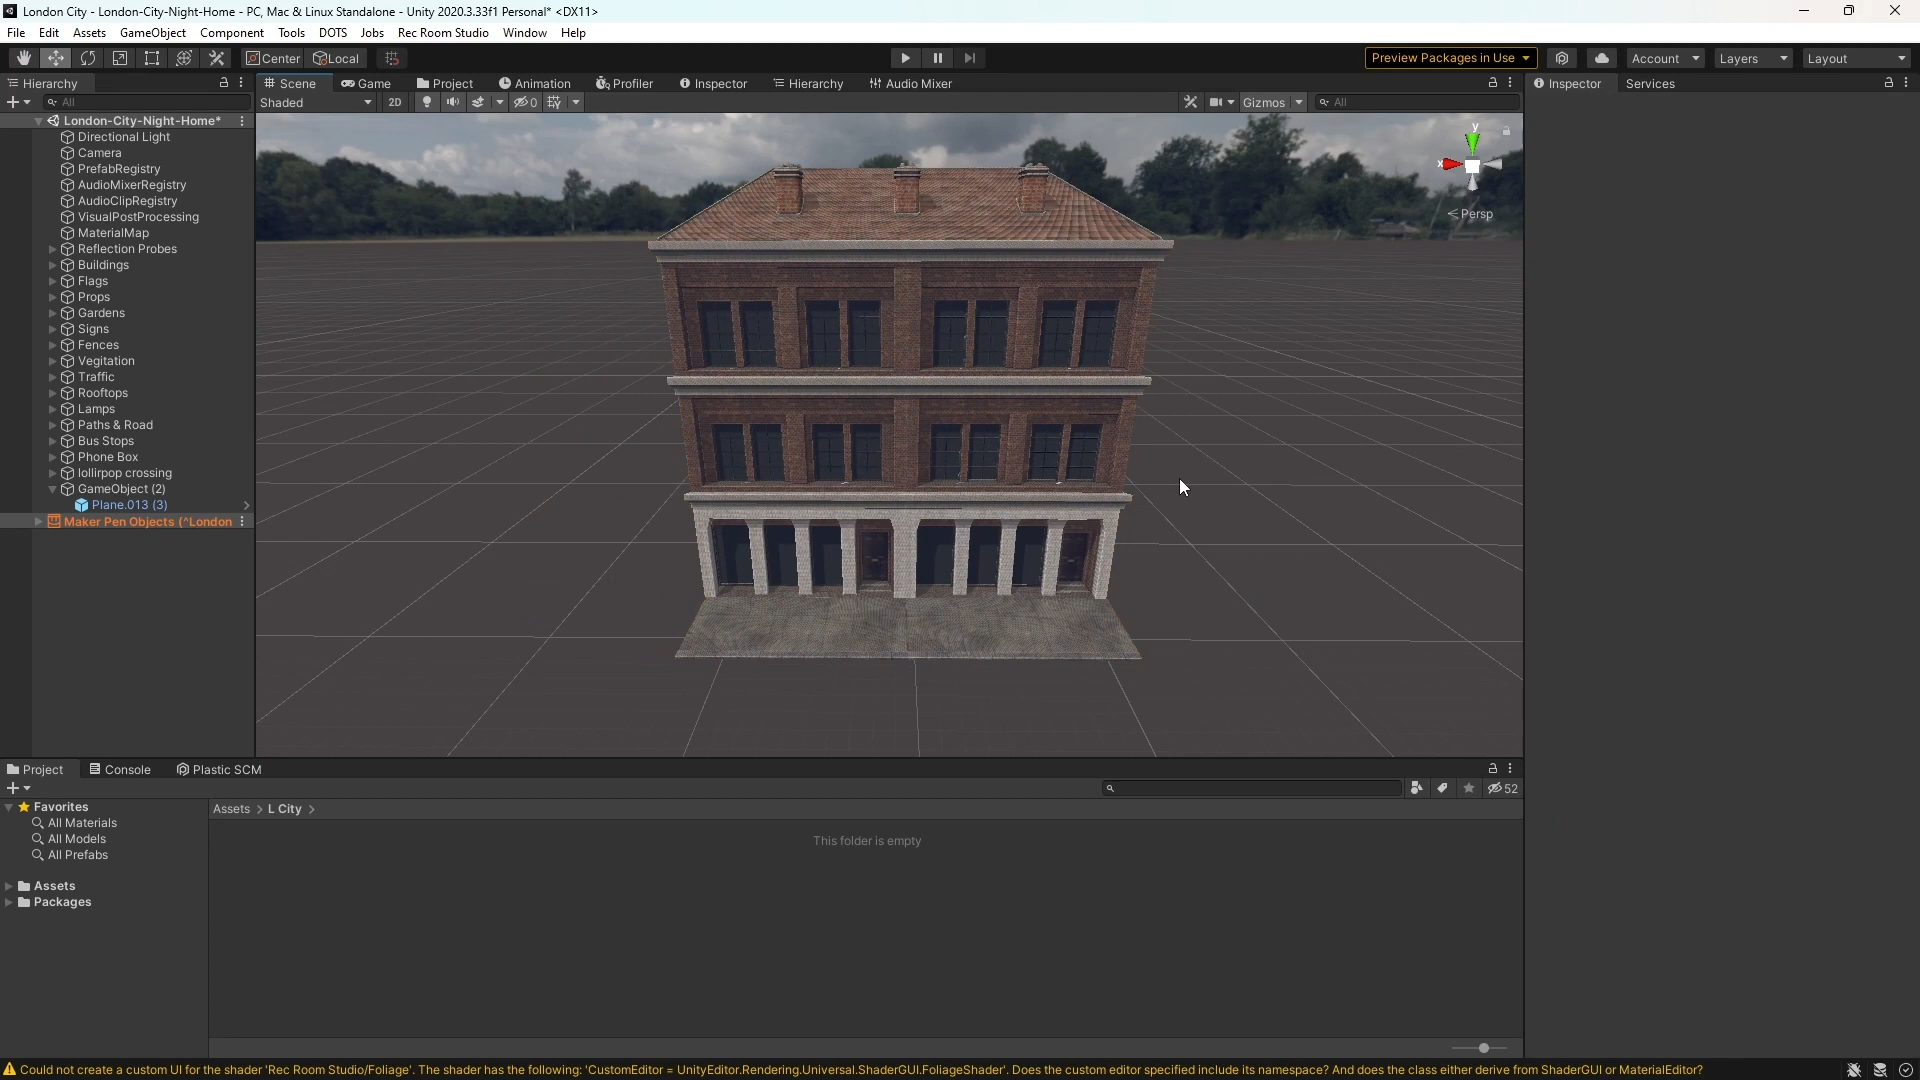 London City - London-City-Night-Home - PC, Mac & Linux Standalone - Unity 2020.3.33f1 Personal* <DX11>
File Edit Assets GameObject Component Tools DOTS Jobs Rec Room Studio Window Help
Center Local Preview Packages in Use Account Layers Layout
Hierarchy Scene Game Project Animation Profiler Inspector Hierarchy Audio Mixer Inspector Services
All Shaded 2D 0 Gizmos All
London-City-Night-Home*
Directional Light
Camera
PrefabRegistry
AudioMixerRegistry
AudioClipRegistry
VisualPostProcessing
MaterialMap
Reflection Probes
Buildings
Flags
Props
Gardens
Signs
Fences
Vegitation
Traffic
Rooftops
Lamps
Paths & Road
Bus Stops
Phone Box
lollirpop crossing
GameObject (2)
Plane.013 (3)
Maker Pen Objects (^London
y
x
< Persp
Project Console Plastic SCM
52
Favorites
All Materials
All Models
All Prefabs
Assets
Packages
Assets > L City >
This folder is empty
Could not create a custom UI for the shader 'Rec Room Studio/Foliage'. The shader has the following: 'CustomEditor = UnityEditor.Rendering.Universal.ShaderGUI.FoliageShader'. Does the custom editor specified include its namespace? And does the class either derive from ShaderGUI or MaterialEditor?